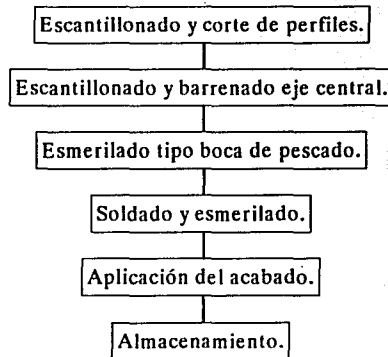 Escantillonado y corte de perfiles.
Escantillonado y barrenado eje central.
Esmerilado tipo boca de pescado.
Soldado y esmerilado.
Aplicación del acabado.
Almacenamiento.